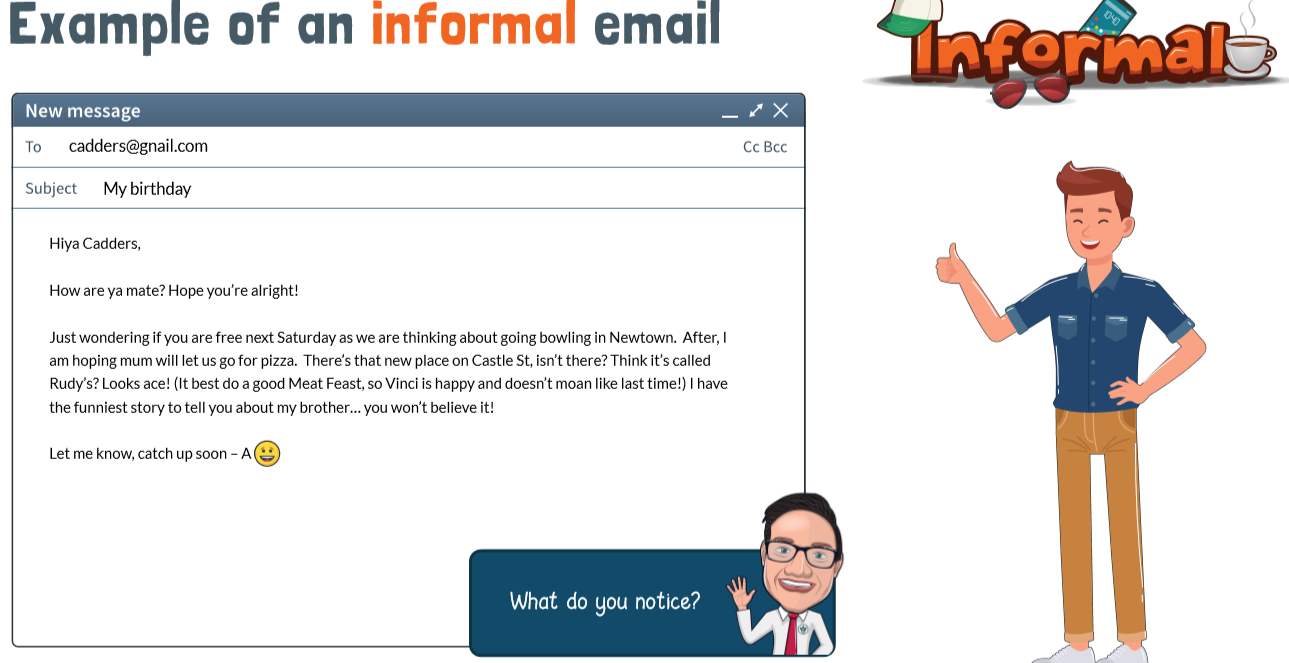 Example of an informal email
Informal
10:40
New message
To cadders@gnail.com Cc Bcc
Subject My birthday
Hiya Cadders,
How are ya mate? Hope you're alright!
Just wondering if you are free next Saturday as we are thinking about going bowling in Newtown. After, I
am hoping mum will let us go for pizza. There's that new place on Castle St, isn't there? Think it's called
Rudy's? Looks ace! (It best do a good Meat Feast, so Vinci is happy and doesn't moan like last time!) I have
the funniest story to tell you about my brother... you won't believe it!
Let me know, catch up soon – A
What do you notice?